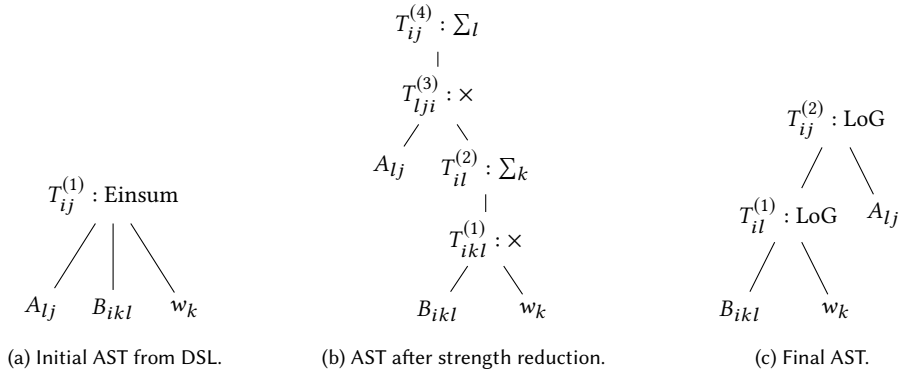 T_{ij}^{(4)} : ∑_l
T_{lji}^{(3)} : ×
T_{ij}^{(2)} : LoG
A_{lj} T_{il}^{(2)} : ∑_k
T_{ij}^{(1)} : Einsum
T_{il}^{(1)} : LoG A_{lj}
T_{ikl}^{(1)} : ×
A_{lj} B_{ikl} w_k B_{ikl} w_k B_{ikl} w_k
(a) Initial AST from DSL. (b) AST after strength reduction. (c) Final AST.